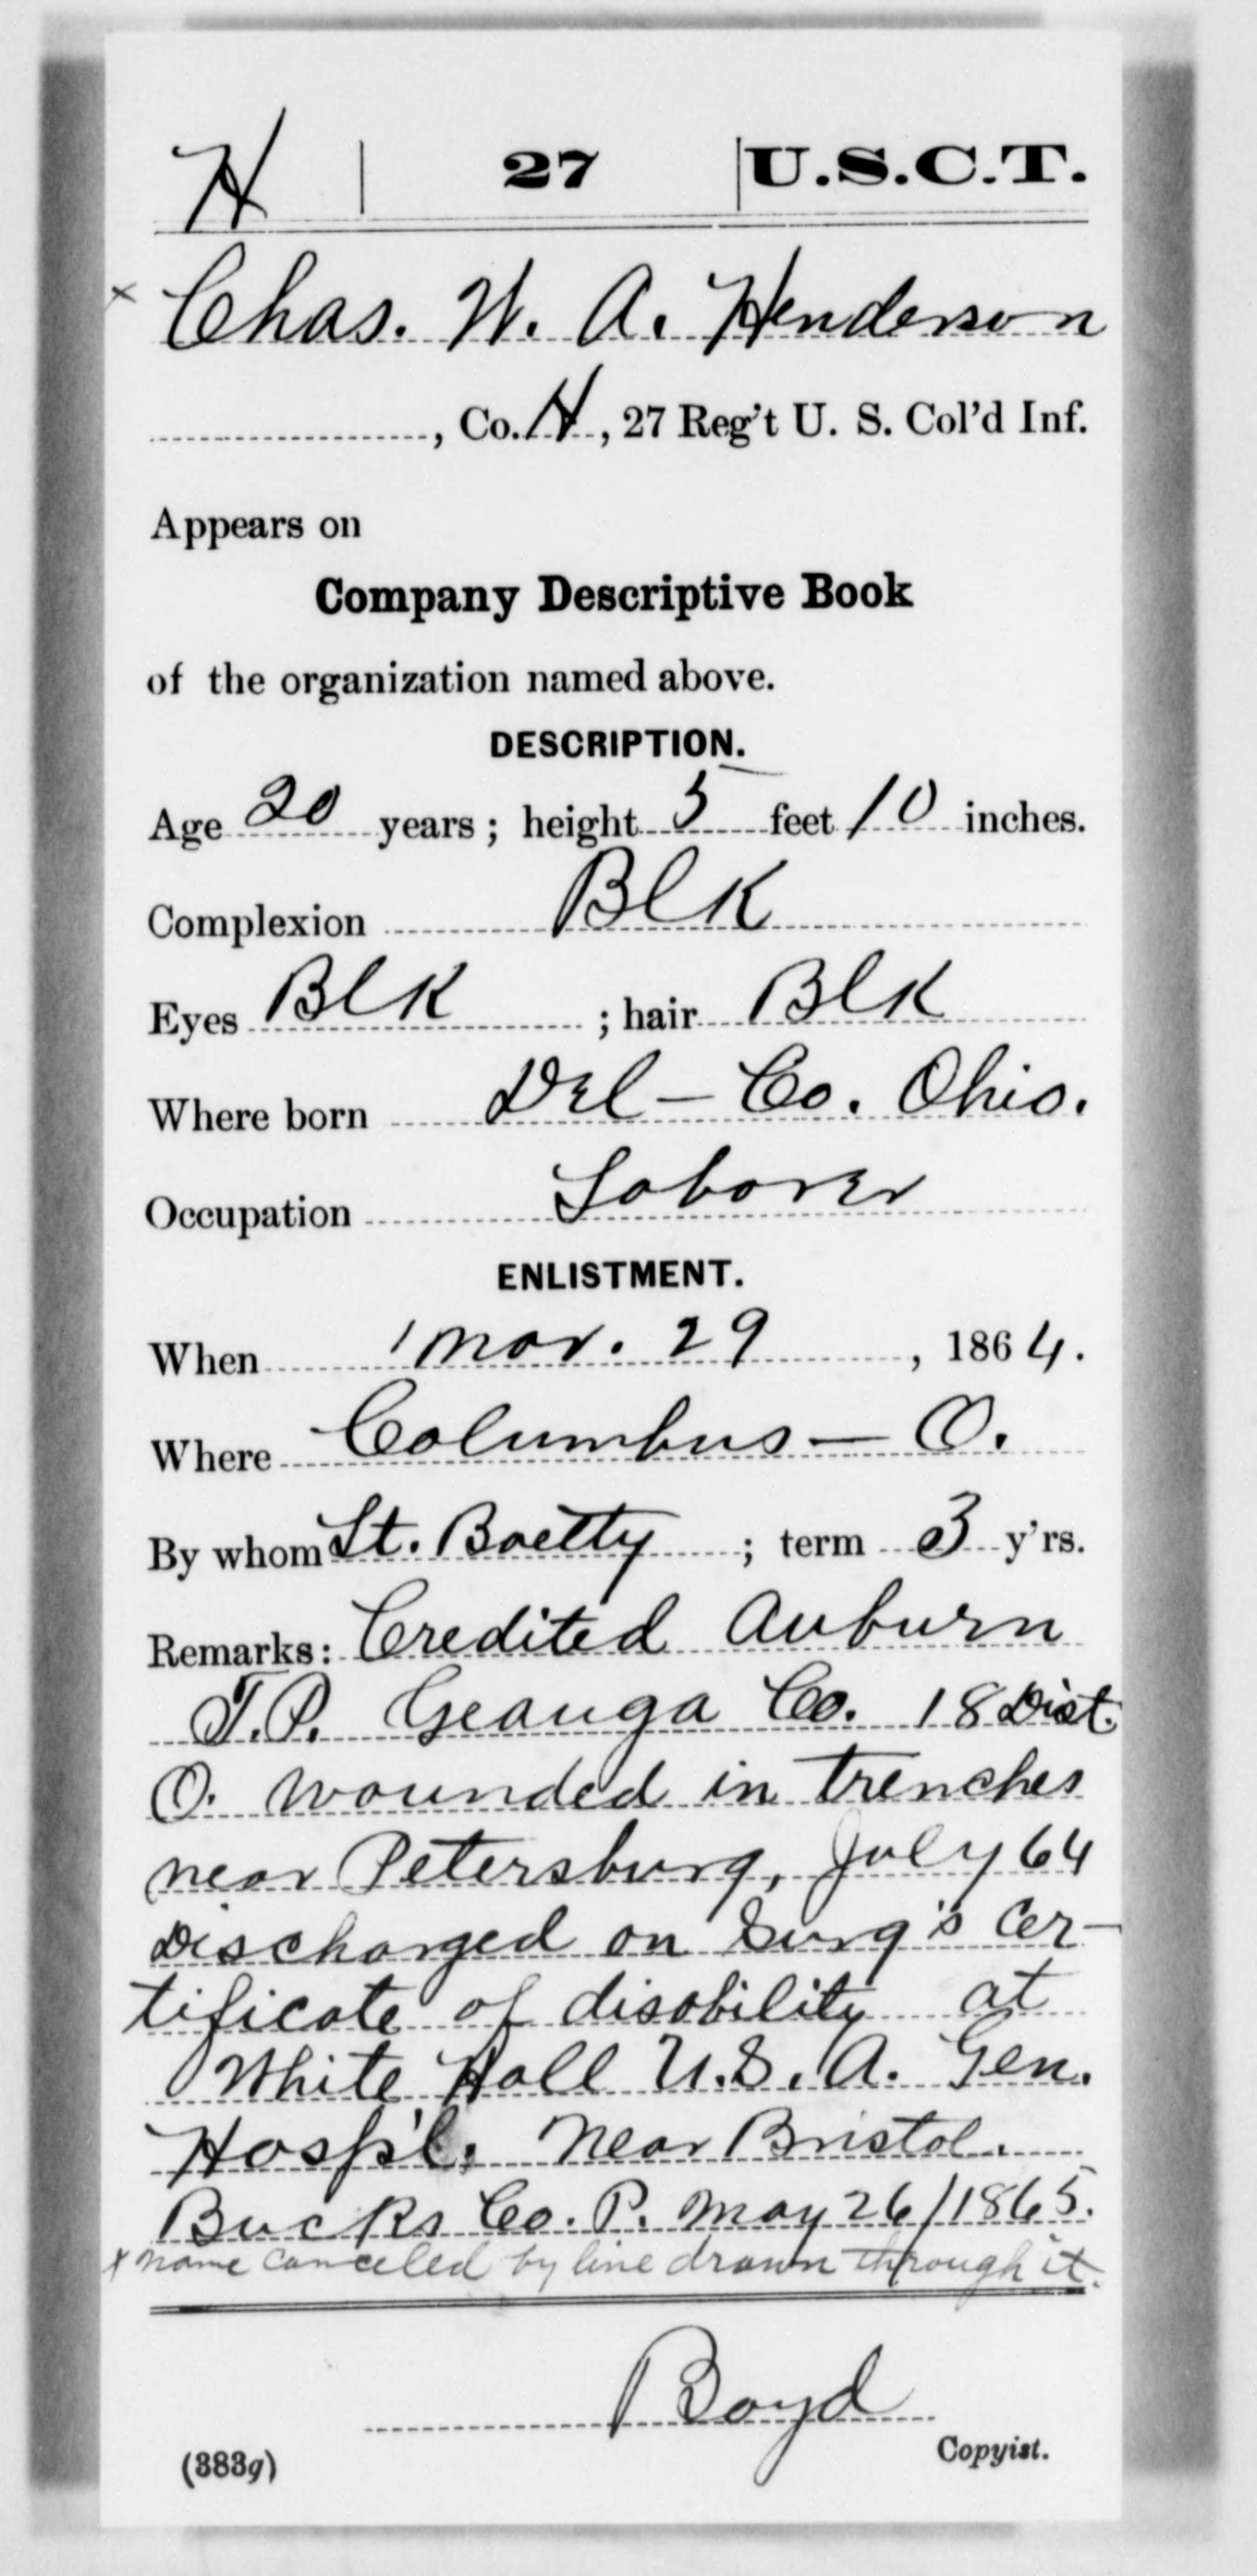 H | 27 | U.S.C.T.
x Chas. W. A. Henderson
, Co. H, 27 Reg't U. S. Col'd Inf.
Appears on
Company Descriptive Book
of the organization named above.
DESCRIPTION.
Age 20 years; height 5 feet 10 inches.
Complexion Blk
Eyes Blk; hair Blk
Where born Del - Co. Ohio.
Occupation Laborer
ENLISTMENT.
When Mar. 29, 1864.
Where Columbus - O.
By whom Lt. Baetty; term 3 y'rs.
Remarks: Credited Auburn
T.P. Geauga Co. 18 Dist.
O. wounded in trenches
near Petersburg, July 64
Discharged on Surg's Cer-
tificate of disability at
White Hall U.S.A. Gen.
Hosp'l. Near Bristol.
Bucks Co. P. May 26/1865.
x name canceled by line drawn through it.
Boyd
Copyist.
(383g)